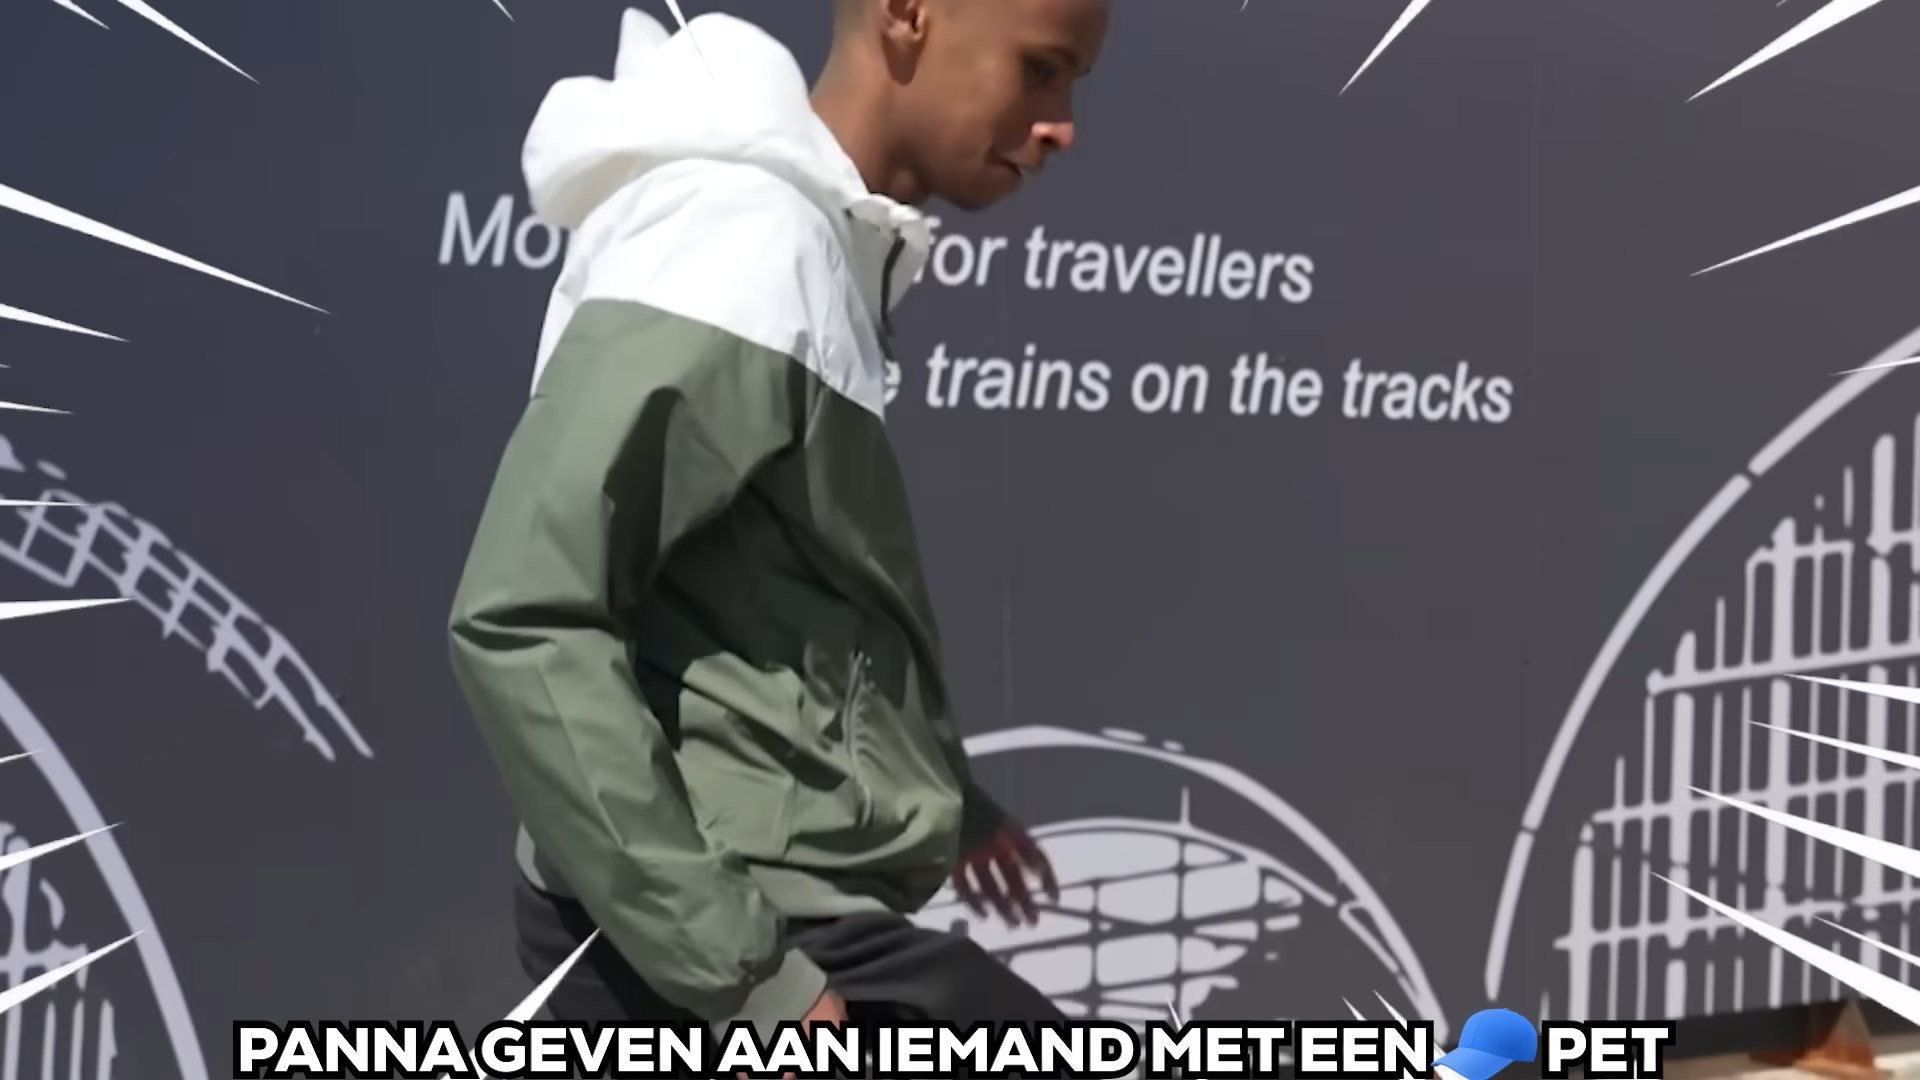 Mo for travellers
e trains on the tracks
PANNA GEVEN AAN IEMAND MET EEN 🧢 PET